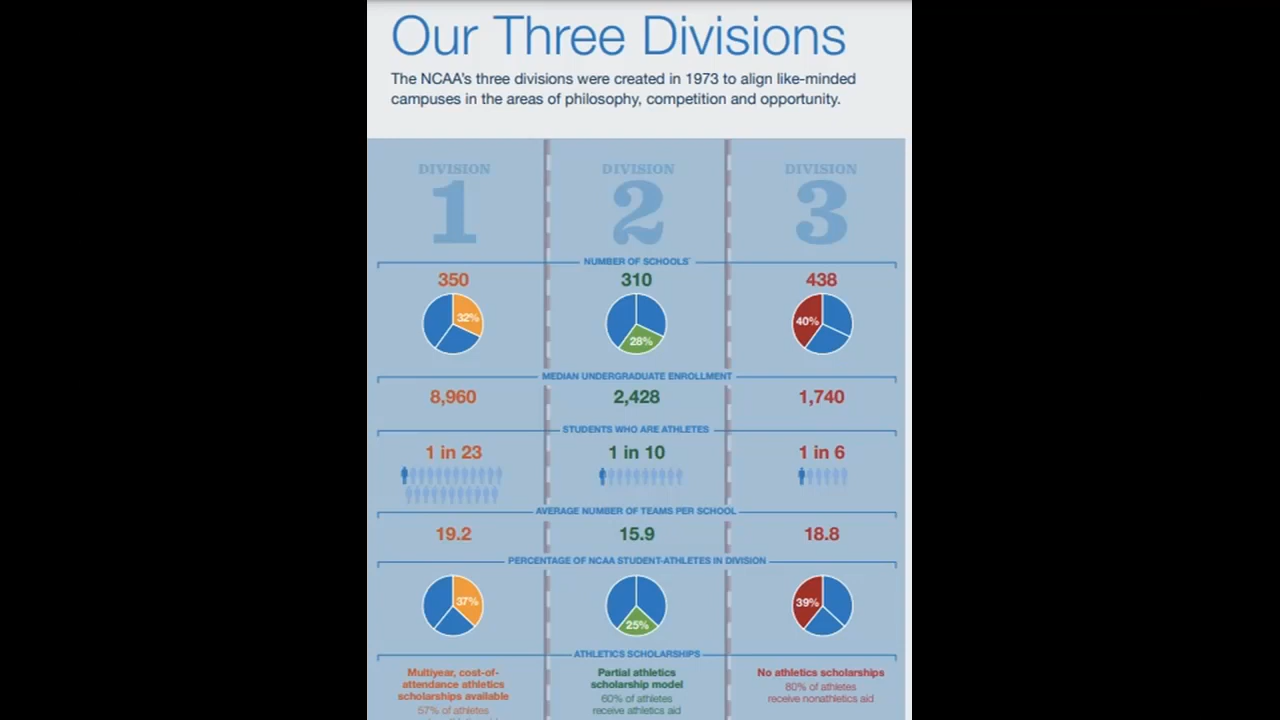 Our Three Divisions
The NCAA's three divisions were created in 1973 to align like-minded
campuses in the areas of philosophy, competition and opportunity.
DIVISION DIVISION DIVISION
1 2 3
NUMBER OF SCHOOLS*
350 310 438
32% 28% 40%
MEDIAN UNDERGRADUATE ENROLLMENT
8,960 2,428 1,740
STUDENTS WHO ARE ATHLETES
1 in 23 1 in 10 1 in 6
AVERAGE NUMBER OF TEAMS PER SCHOOL
19.2 15.9 18.8
PERCENTAGE OF NCAA STUDENT-ATHLETES IN DIVISION
37% 25% 39%
ATHLETICS SCHOLARSHIPS
Multiyear, cost-of-
attendance athletics
scholarships available
57% of athletes
Partial athletics
scholarship model
60% of athletes
receive athletics aid
No athletics scholarships
80% of athletes
receive nonathletics aid